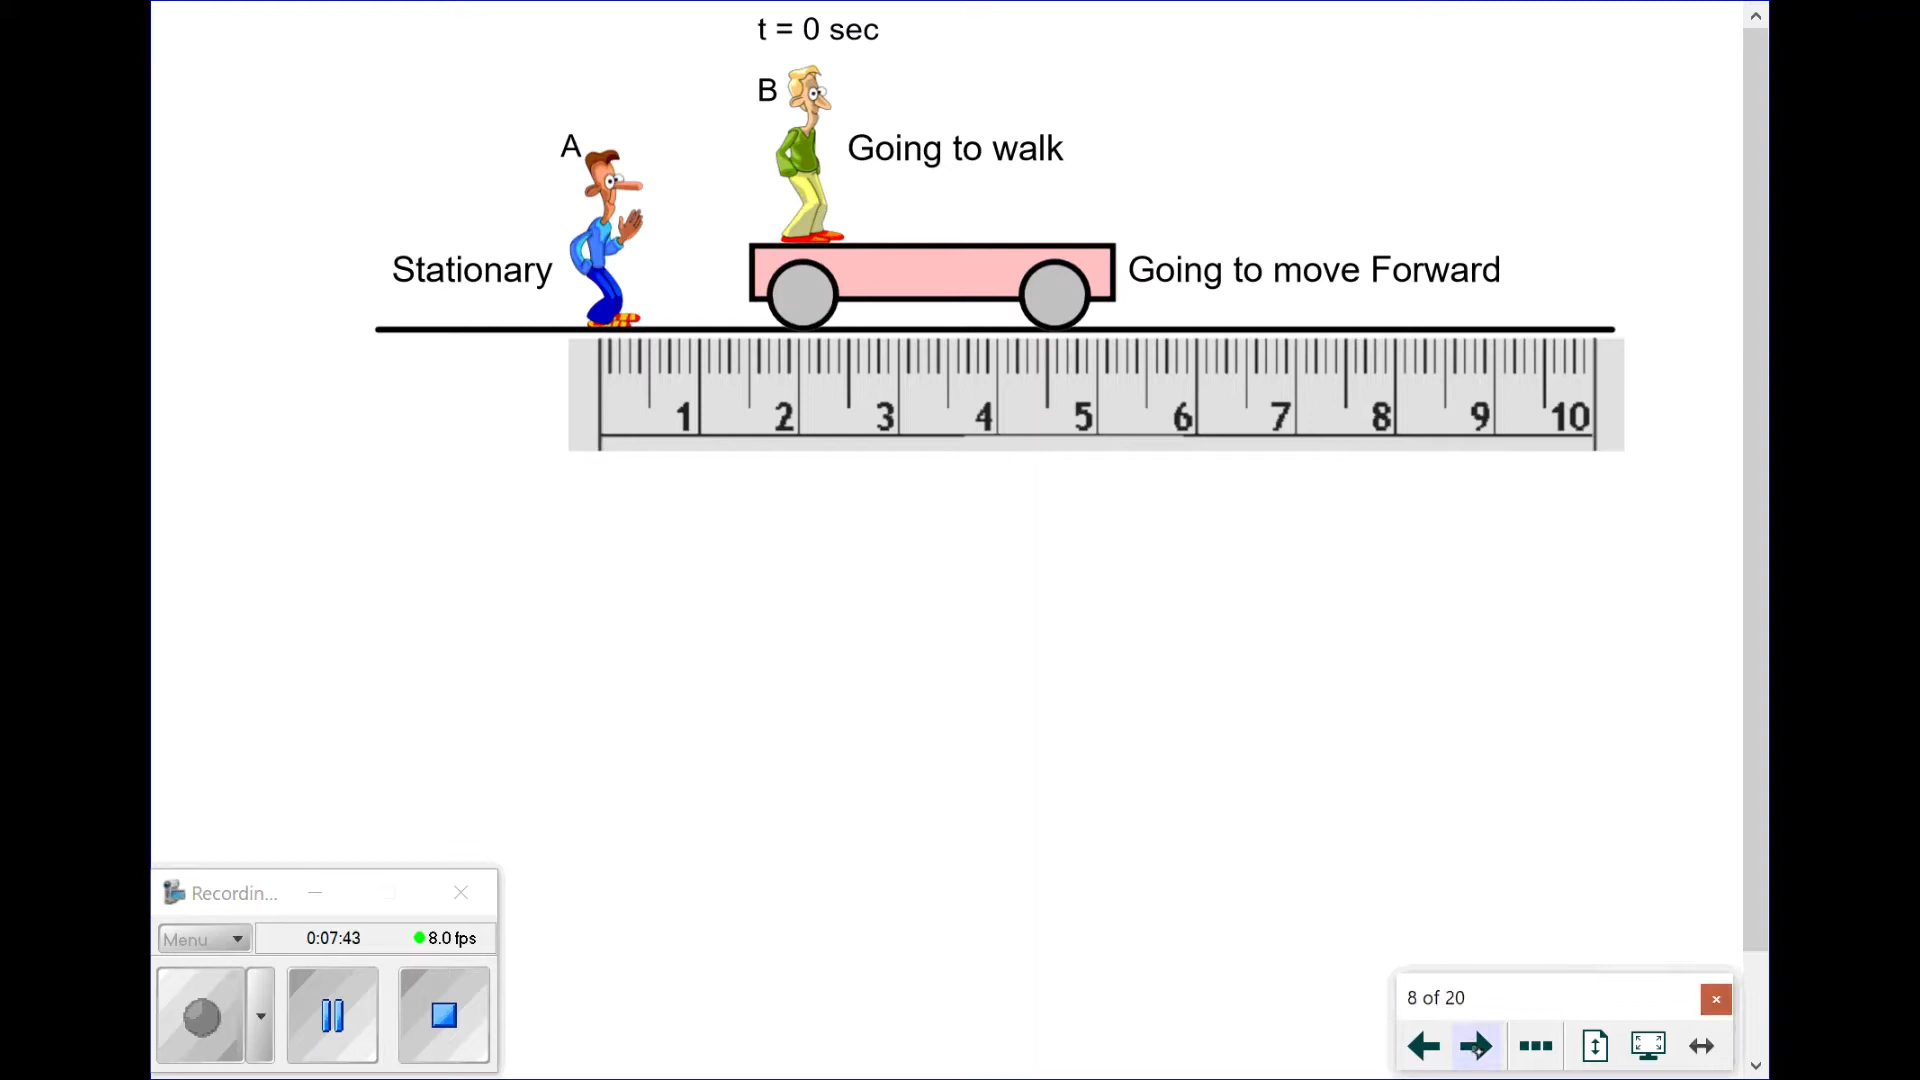 t = 0 sec
B
Going to walk
A
Stationary
Going to move Forward
1 2 3 4 5 6 7 8 9 10
Recordin...
Menu
0:07:43
8.0 fps
8 of 20